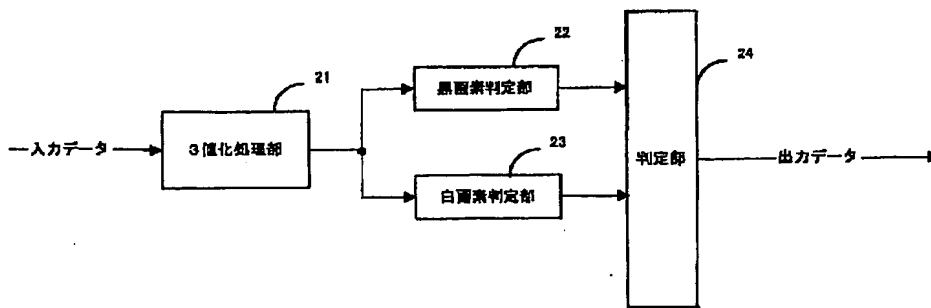 22
黒画素判定部
24
21
入力データ
3値化処理部
23
白画素判定部
判定部
出力データ